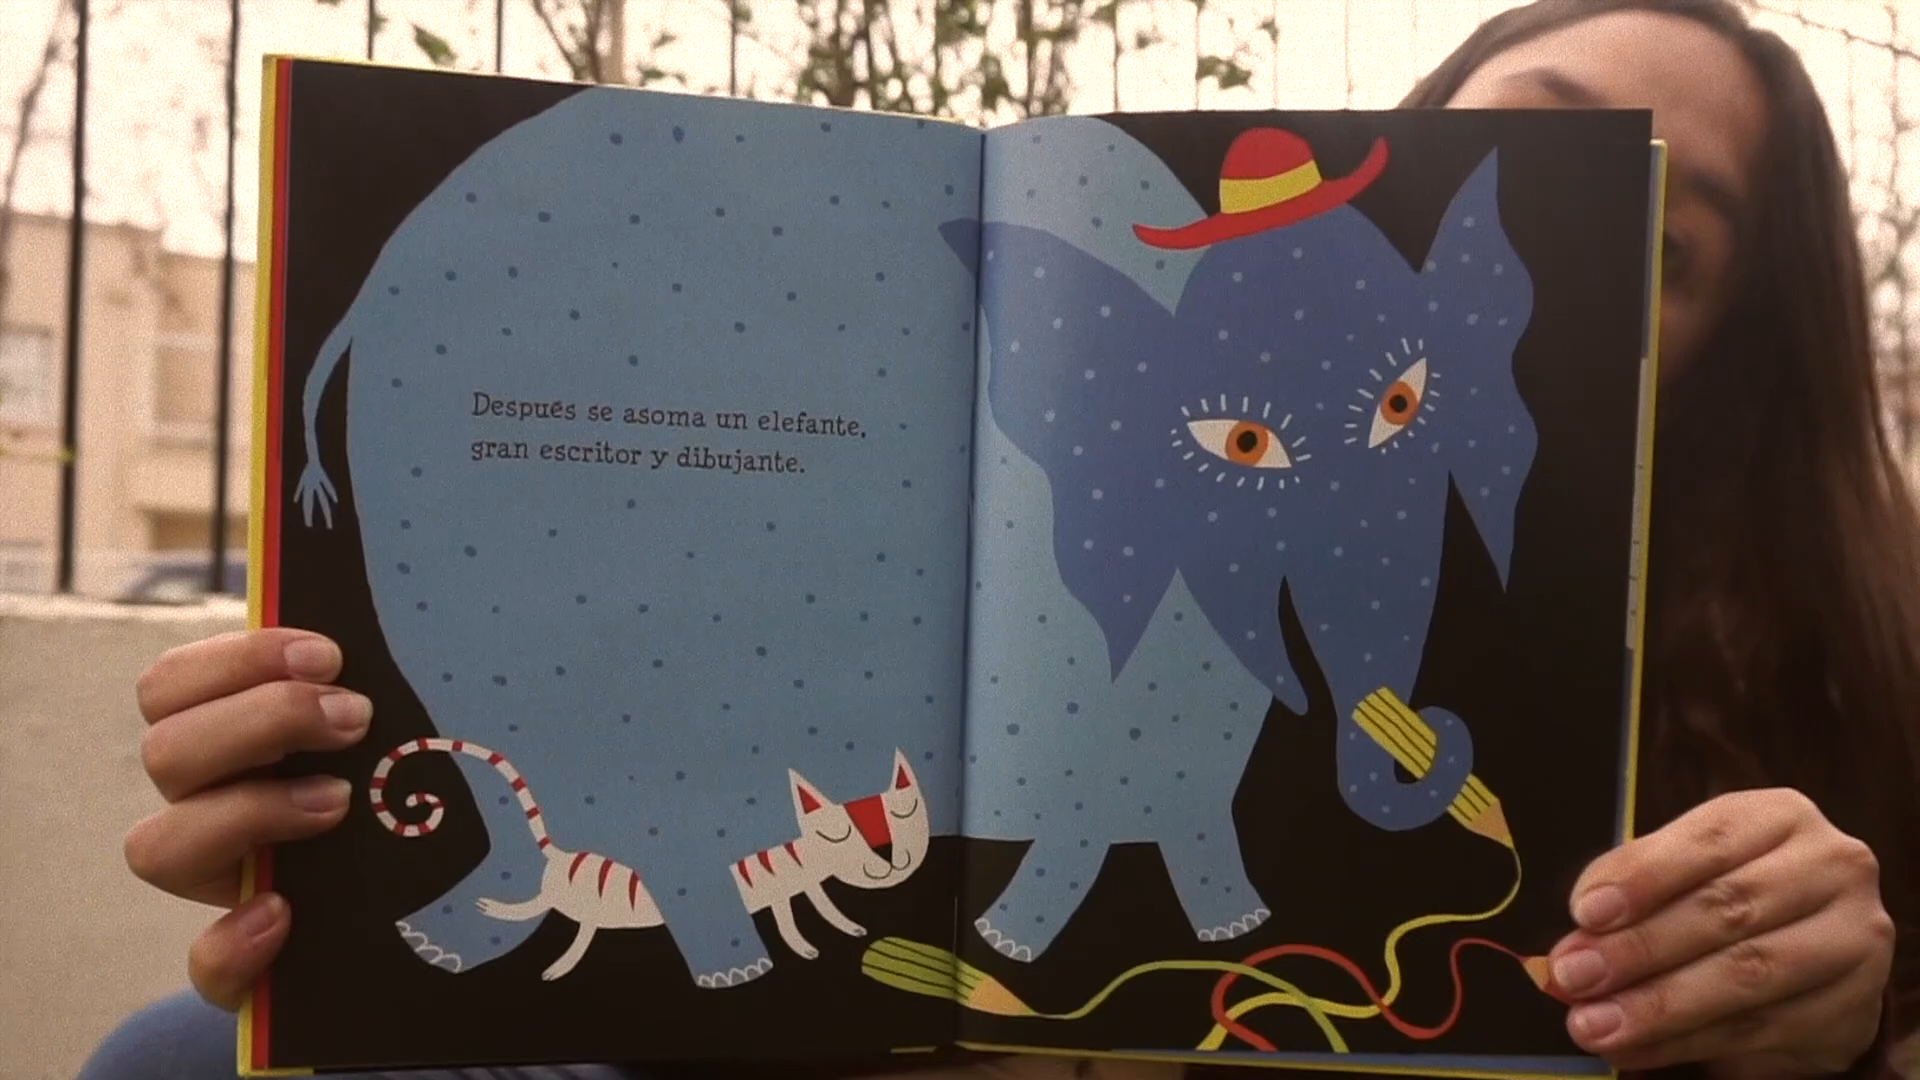 Después se asoma un elefante,
gran escritor y dibujante.